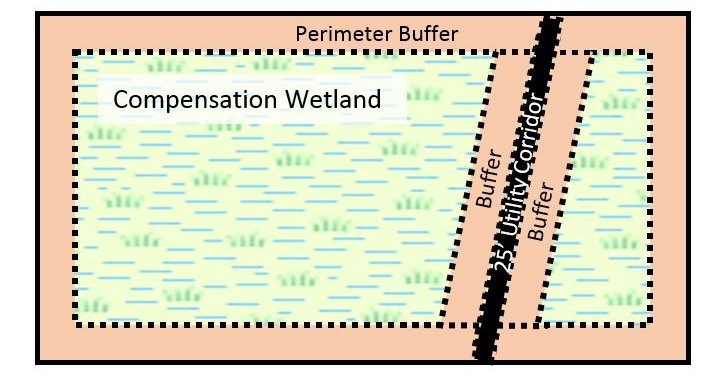 Perimeter Buffer
Compensation Wetland
Buffer
25' Utility Corridor
Buffer